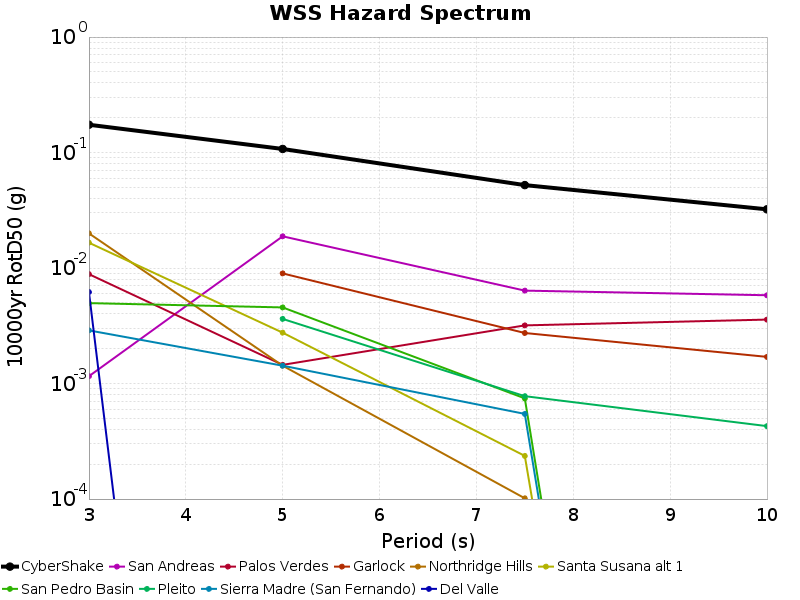 WSS Hazard Spectrum
10000yr RotD50 (g)
10^0
10^-1
10^-2
10^-3
10^-4
3 4 5 6 7 8 9 10
Period (s)
CyberShake San Andreas Palos Verdes Garlock Northridge Hills Santa Susana alt 1
San Pedro Basin Pleito Sierra Madre (San Fernando) Del Valle